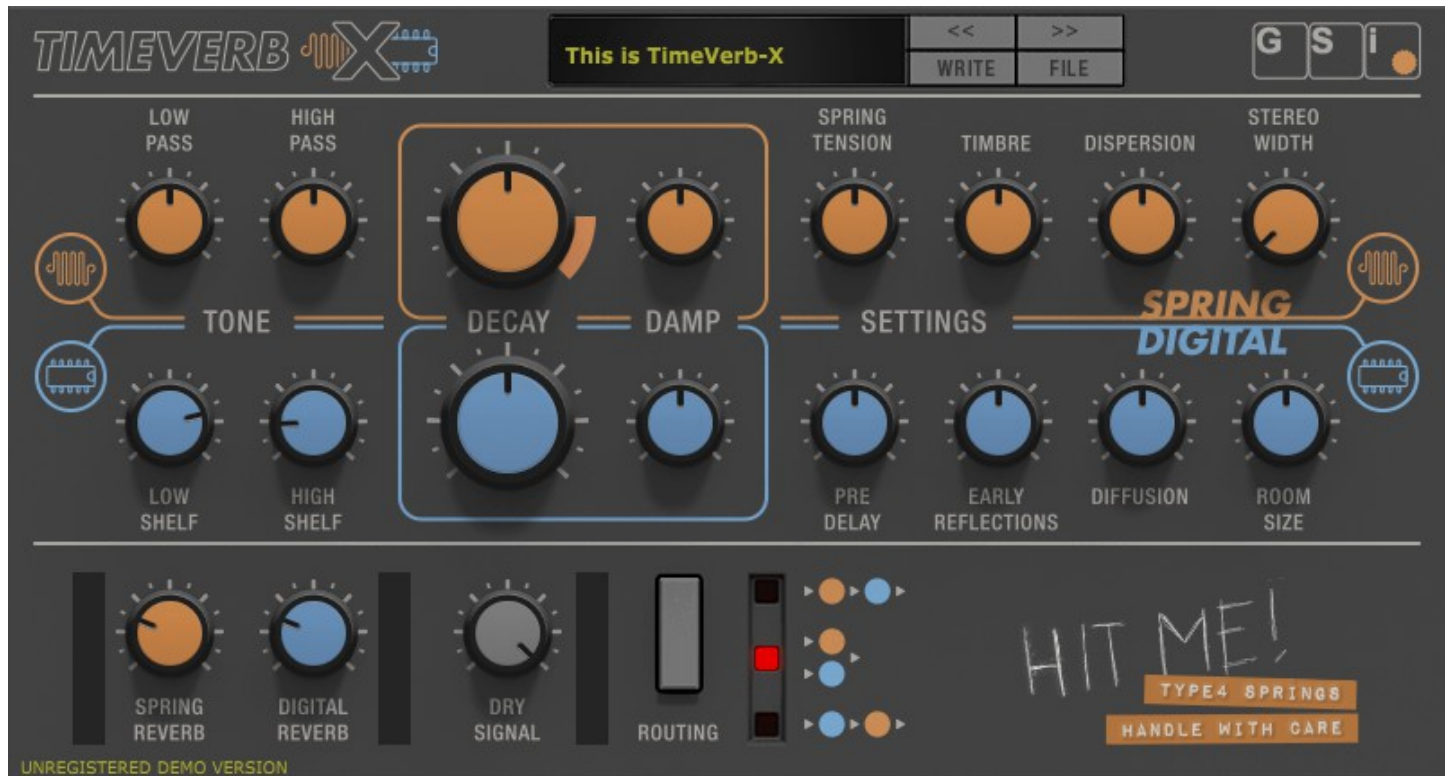 TIMEVERB X
This is TimeVerb-X
<<
>>
WRITE
FILE
GSi
LOW
PASS
HIGH
PASS
SPRING
TENSION
TIMBRE
DISPERSION
STEREO
WIDTH
TONE
DECAY
DAMP
SETTINGS
SPRING
DIGITAL
LOW
SHELF
HIGH
SHELF
PRE
DELAY
EARLY
REFLECTIONS
DIFFUSION
ROOM
SIZE
SPRING
REVERB
DIGITAL
REVERB
DRY
SIGNAL
ROUTING
HIT ME!
TYPE4 SPRINGS
HANDLE WITH CARE
UNREGISTERED DEMO VERSION